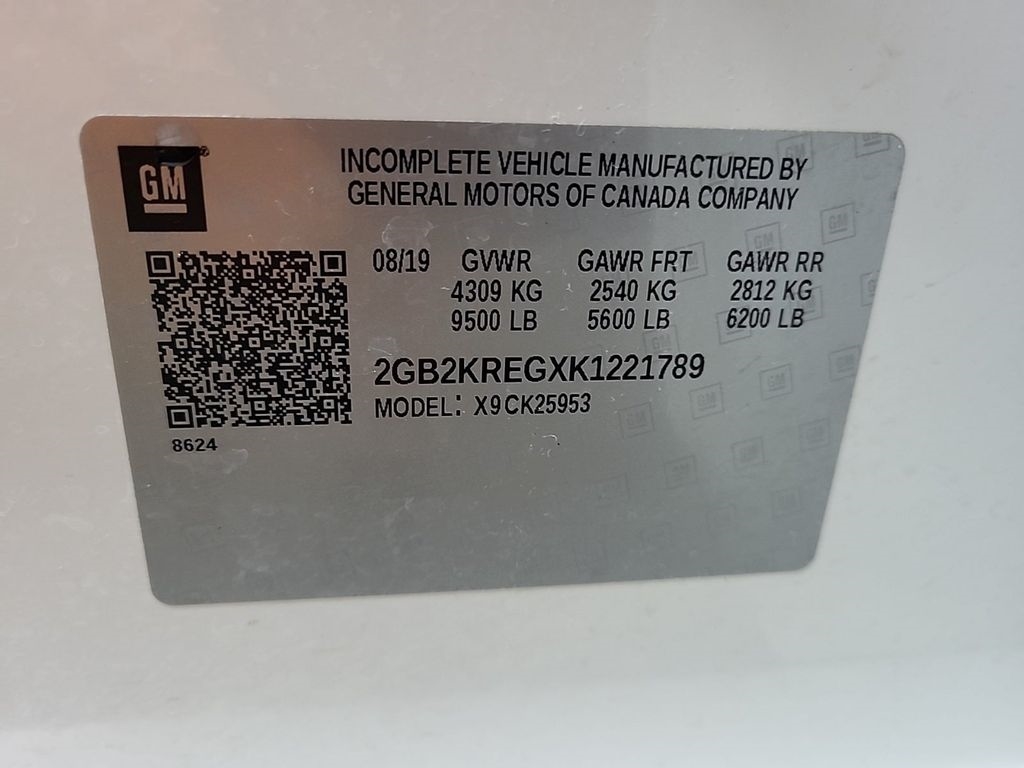 GM
INCOMPLETE VEHICLE MANUFACTURED BY
GENERAL MOTORS OF CANADA COMPANY
08/19 GVWR GAWR FRT GAWR RR
4309 KG 2540 KG 2812 KG
9500 LB 5600 LB 6200 LB
2GB2KREGXK1221789
MODEL: X9CK25953
8624